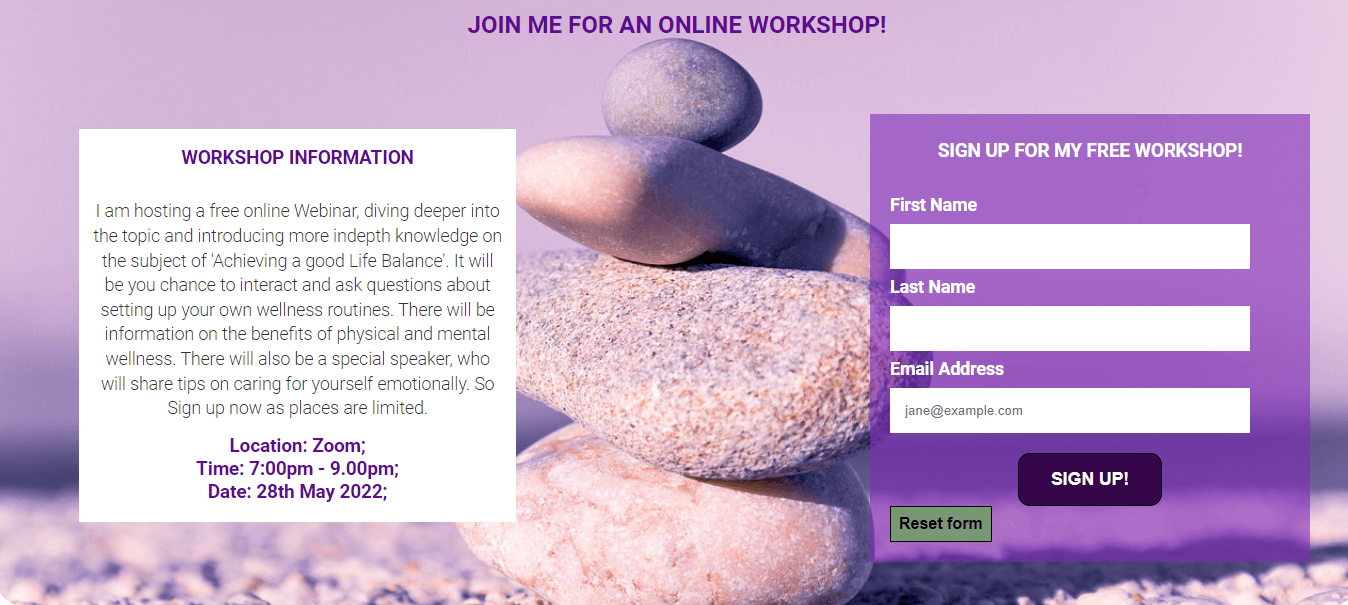 JOIN ME FOR AN ONLINE WORKSHOP!
WORKSHOP INFORMATION
I am hosting a free online Webinar, diving deeper into
the topic and introducing more indepth knowledge on
the subject of 'Achieving a good Life Balance'. It will
be you chance to interact and ask questions about
setting up your own wellness routines. There will be
information on the benefits of physical and mental
wellness. There will also be a special speaker, who
will share tips on caring for yourself emotionally. So
Sign up now as places are limited.
Location: Zoom;
Time: 7:00pm - 9.00pm;
Date: 28th May 2022;
SIGN UP FOR MY FREE WORKSHOP!
First Name
Last Name
Email Address
jane@example.com
SIGN UP!
Reset form